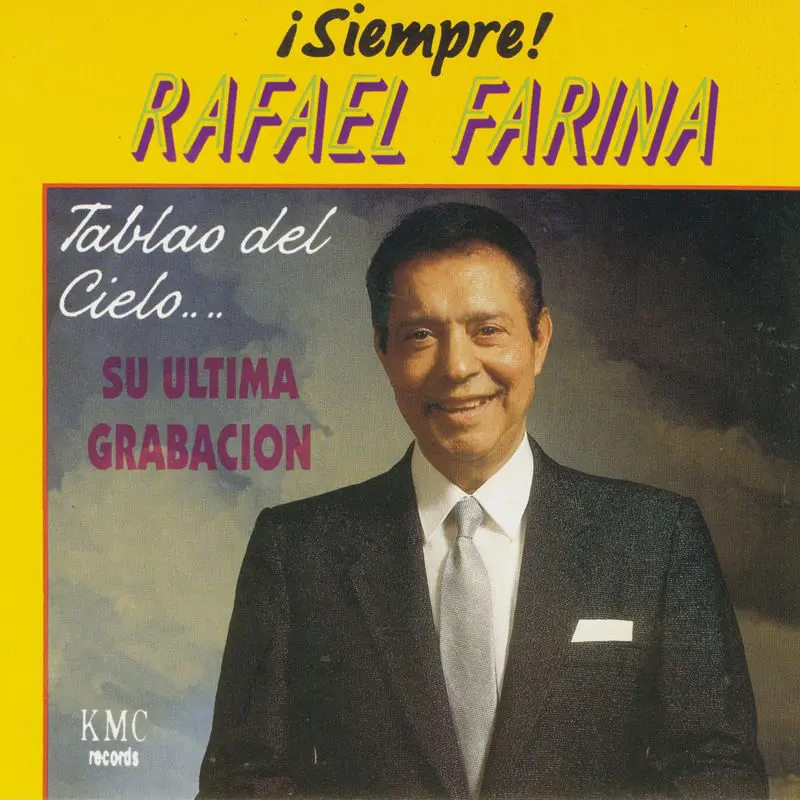 ¡Siempre!
RAFAEL FARINA
Tablao del
Cielo....
SU ULTIMA
GRABACION
KMC
records